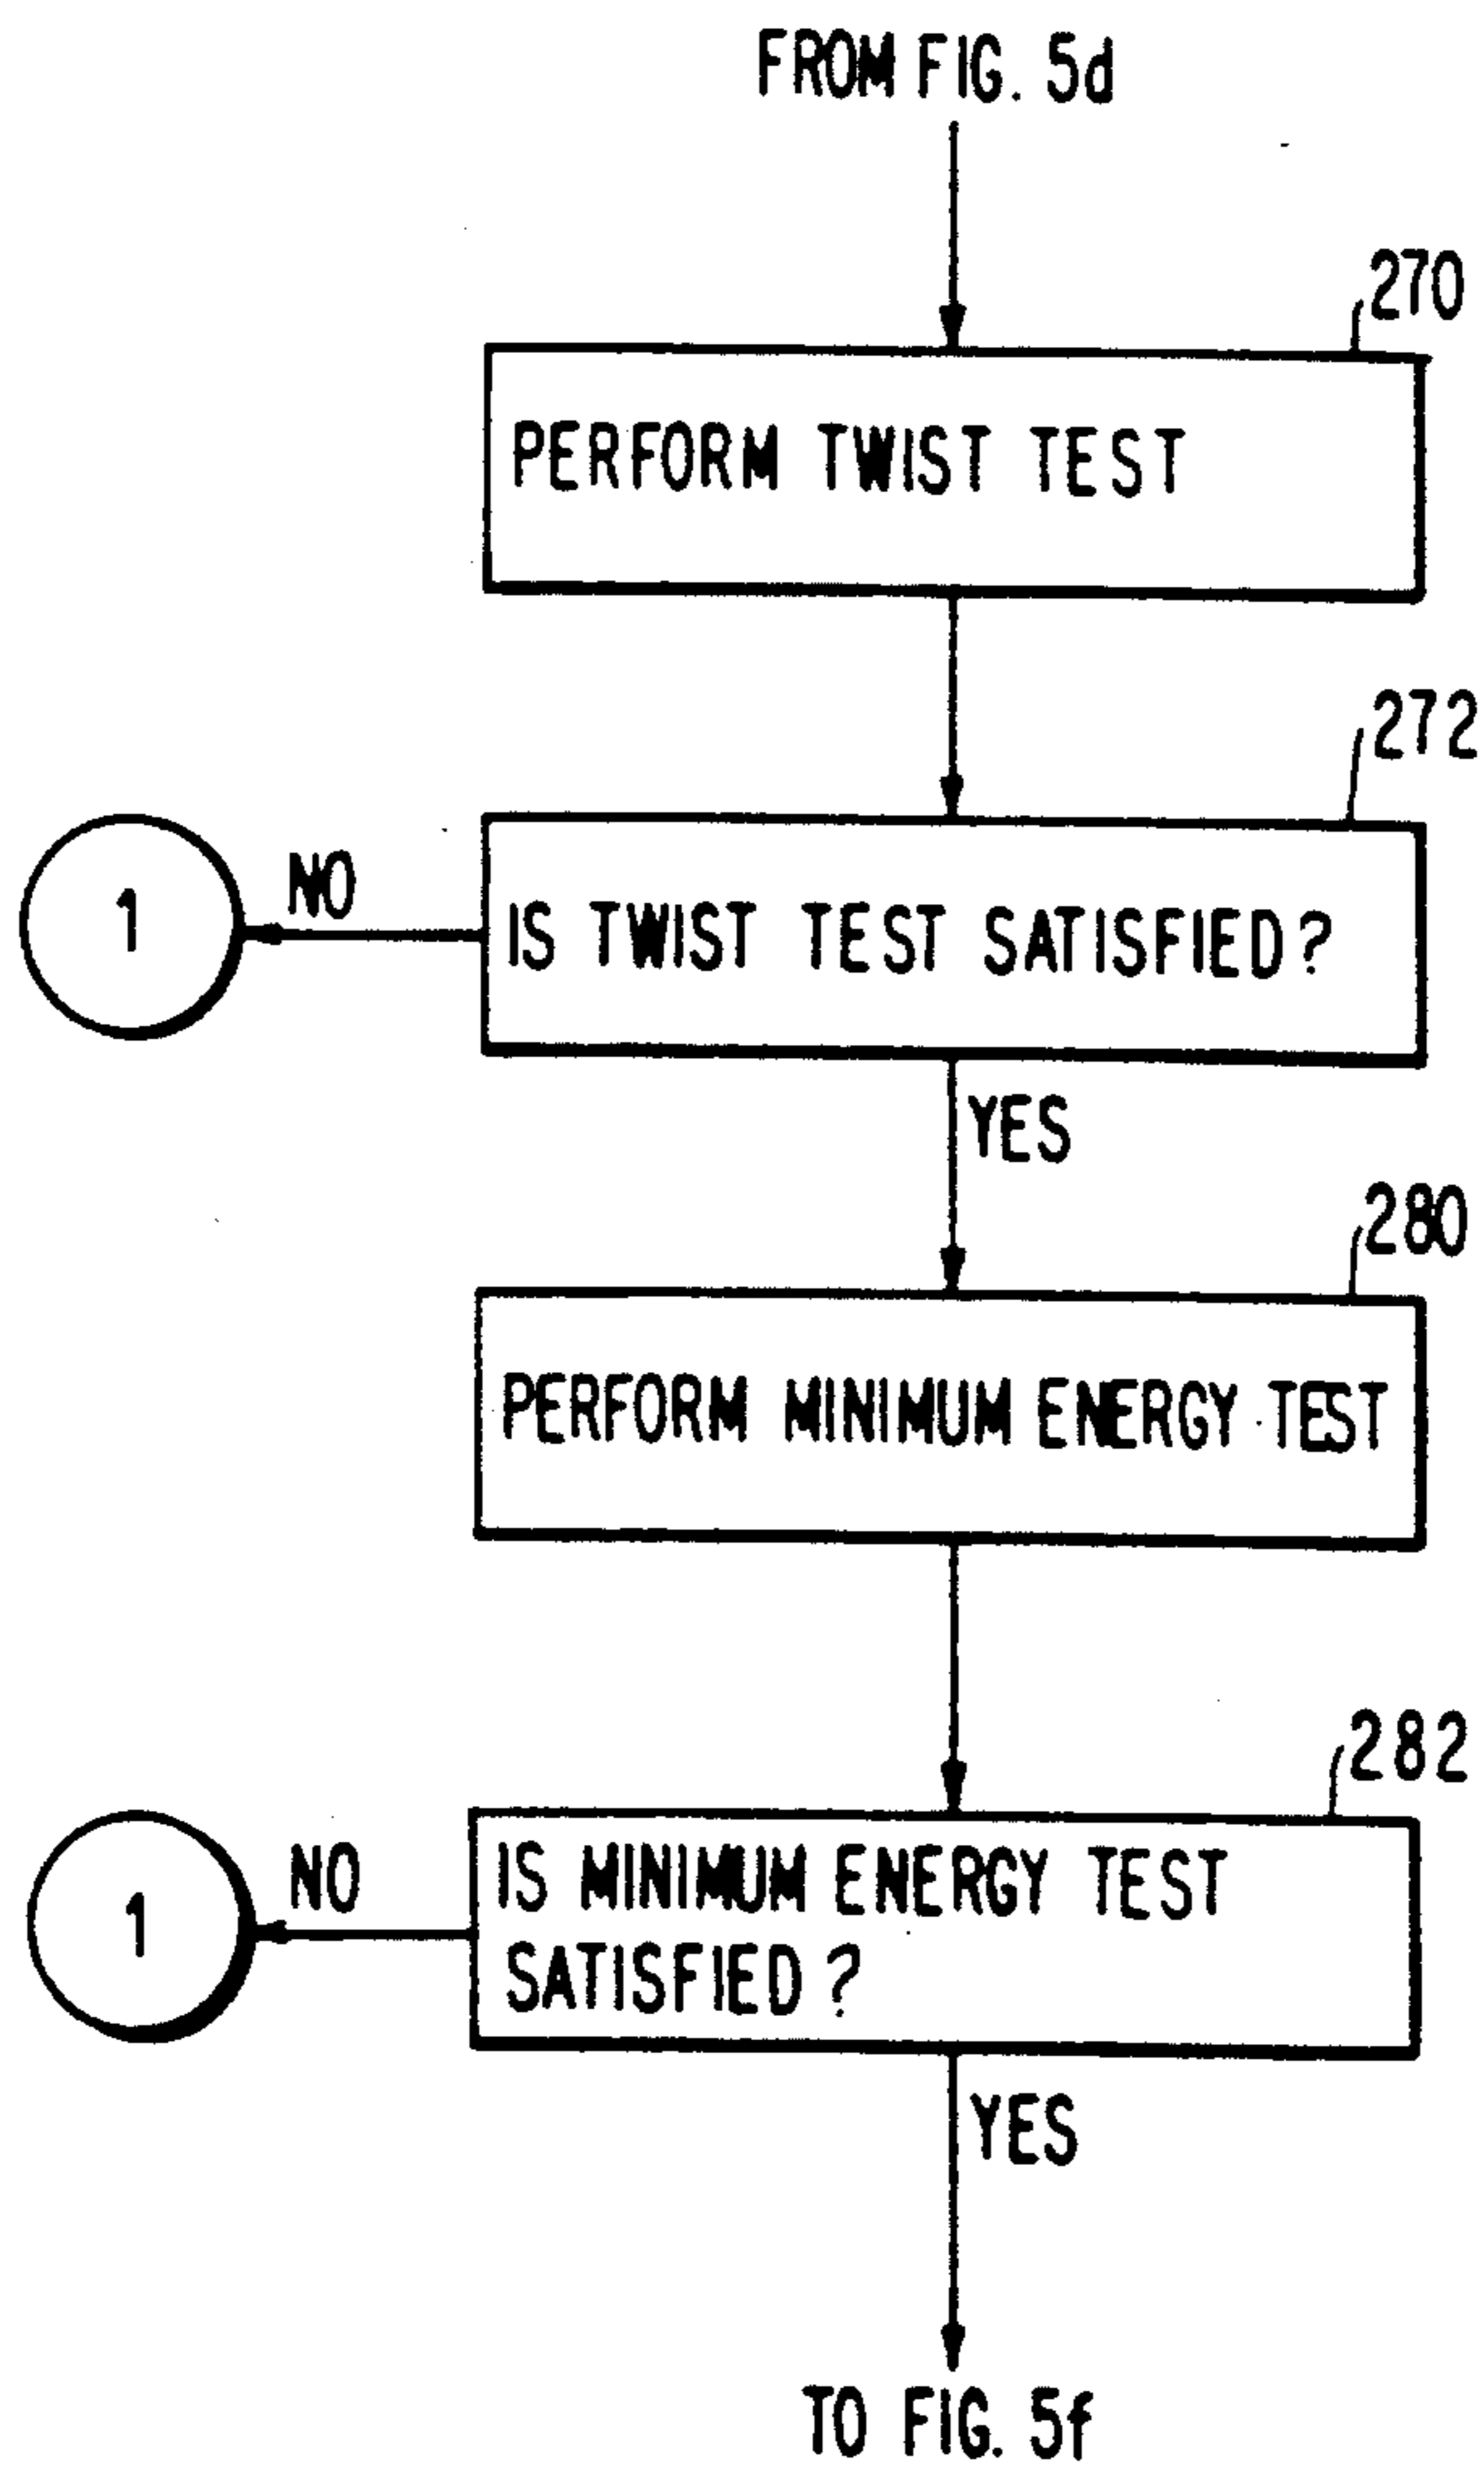 FROM FIG. 5d
270
PERFORM TWIST TEST
272
1
NO
IS TWIST TEST SATISFIED?
YES
280
PERFORM MINIMUM ENERGY TEST
282
1
NO
IS MINIMUM ENERGY TEST
SATISFIED?
YES
TO FIG. 5f